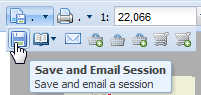 1: 22,066
Save and Email Session
Save and email a session